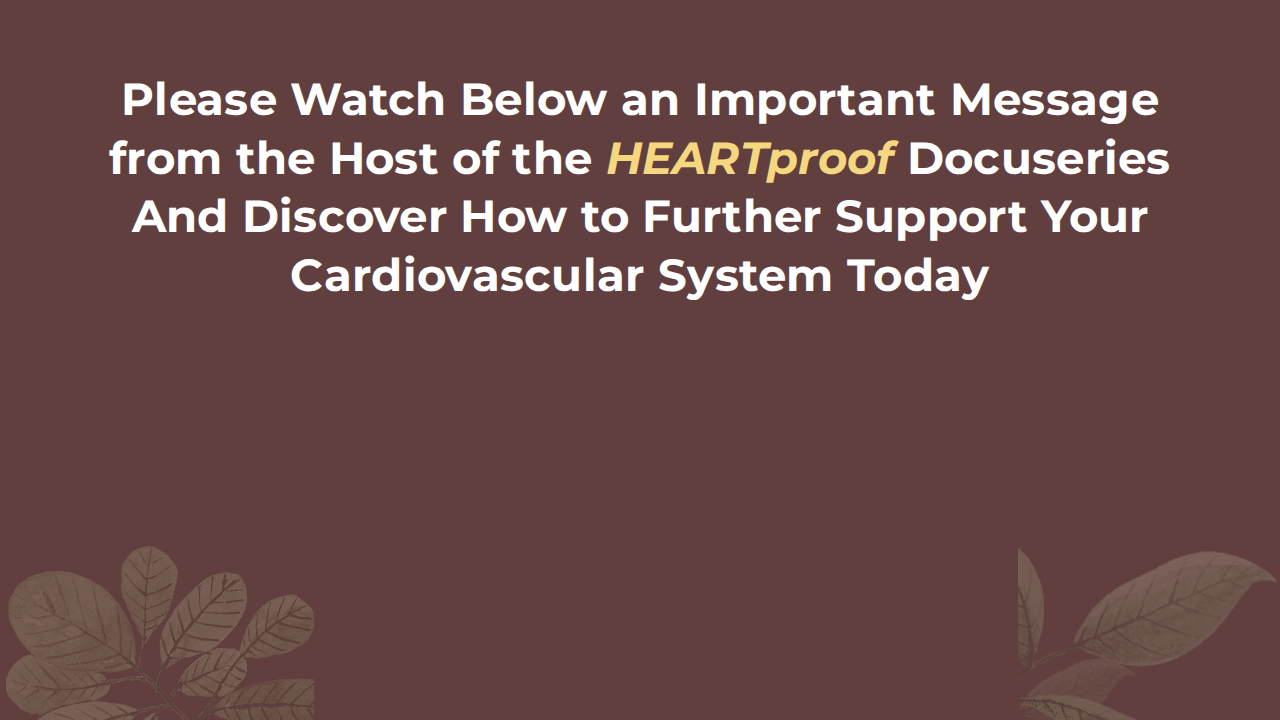 Please Watch Below an Important Message
from the Host of the HEARTproof Docuseries
And Discover How to Further Support Your
Cardiovascular System Today